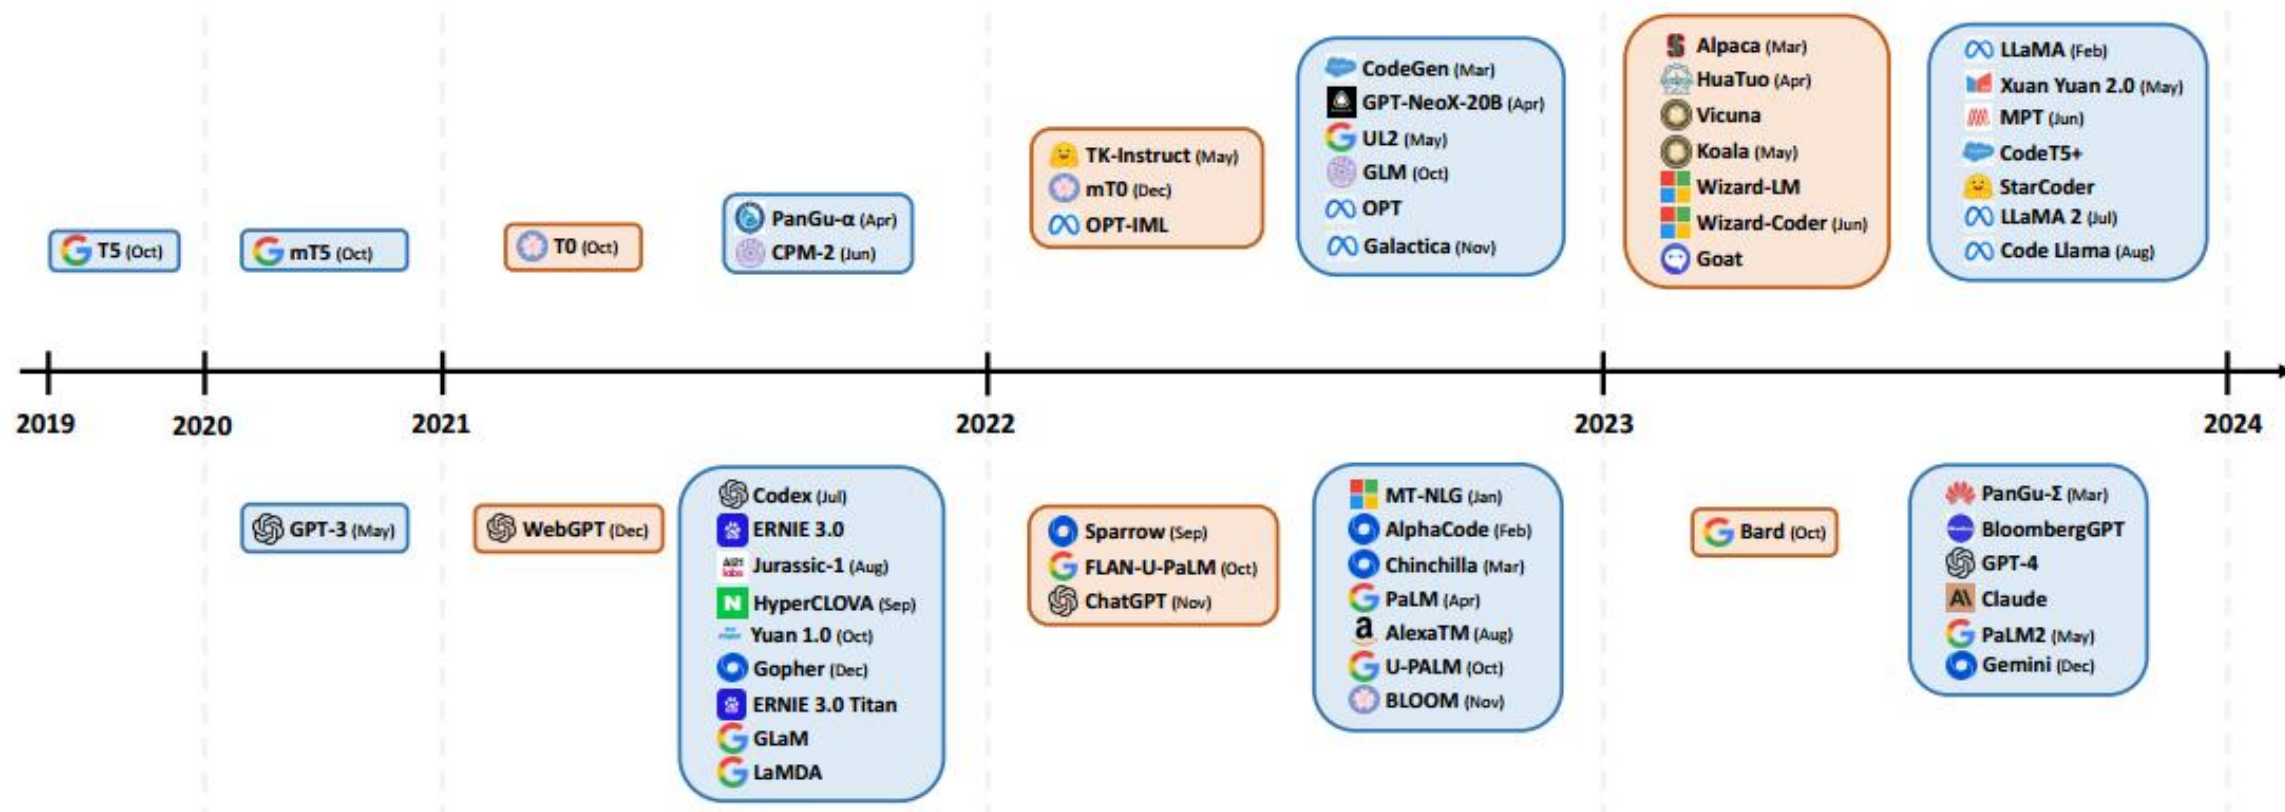 T5 (Oct)
mT5 (Oct)
T0 (Oct)
PanGu-α (Apr)
CPM-2 (Jun)
TK-Instruct (May)
mT0 (Dec)
OPT-IML
CodeGen (Mar)
GPT-NeoX-20B (Apr)
UL2 (May)
GLM (Oct)
OPT
Galactica (Nov)
Alpaca (Mar)
HuaTuo (Apr)
Vicuna
Koala (May)
Wizard-LM
Wizard-Coder (Jun)
Goat
LLaMA (Feb)
Xuan Yuan 2.0 (May)
MPT (Jun)
CodeT5+
StarCoder
LLaMA 2 (Jul)
Code Llama (Aug)
2019
2020
2021
2022
2023
2024
GPT-3 (May)
WebGPT (Dec)
Codex (Jul)
ERNIE 3.0
Jurassic-1 (Aug)
HyperCLOVA (Sep)
Yuan 1.0 (Oct)
Gopher (Dec)
ERNIE 3.0 Titan
GLaM
LaMDA
Sparrow (Sep)
FLAN-U-PaLM (Oct)
ChatGPT (Nov)
MT-NLG (Jan)
AlphaCode (Feb)
Chinchilla (Mar)
PaLM (Apr)
AlexaTM (Aug)
U-PALM (Oct)
BLOOM (Nov)
Bard (Oct)
PanGu-Σ (Mar)
BloombergGPT
GPT-4
Claude
PaLM2 (May)
Gemini (Dec)